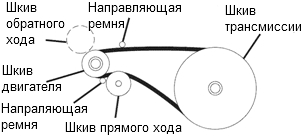 Шкив
обратного
хода
Направляющая
ремня
Шкив
трансмиссии
Шкив
двигателя
Напраляющая
ремня
Шкив прямого хода